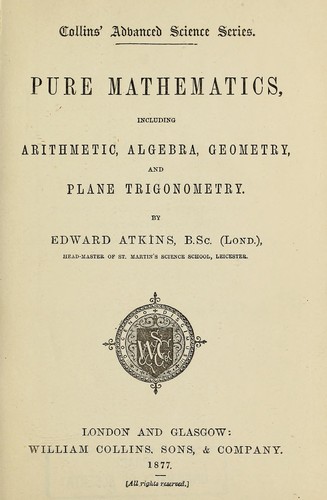 Collins' Advanced Science Series.
PURE MATHEMATICS,
INCLUDING
ARITHMETIC, ALGEBRA, GEOMETRY,
AND
PLANE TRIGONOMETRY.
BY
EDWARD ATKINS, B.Sc. (LOND.),
HEAD-MASTER OF ST. MARTIN'S SCIENCE SCHOOL, LEICESTER.
LONDON AND GLASGOW:
WILLIAM COLLINS, SONS, & COMPANY.
1877.
[All rights reserved.]